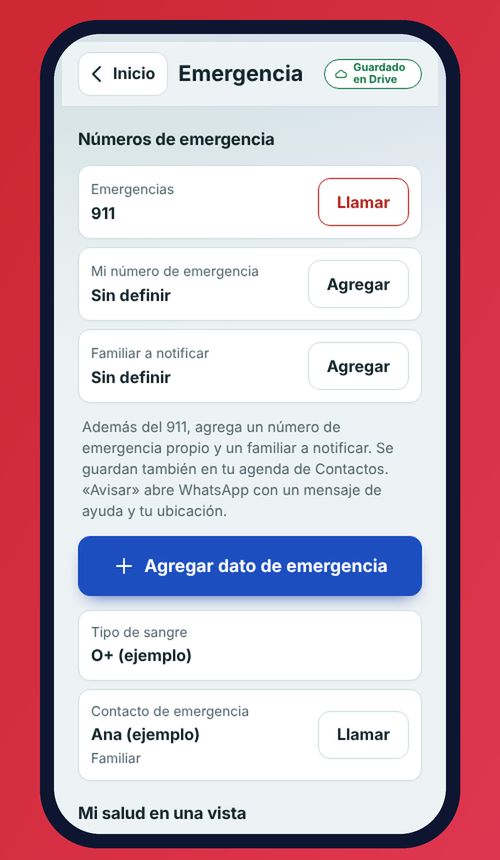 Inicio
Emergencia
Guardado
en Drive
Números de emergencia
Emergencias
911
Llamar
Mi número de emergencia
Sin definir
Agregar
Familiar a notificar
Sin definir
Agregar
Además del 911, agrega un número de
emergencia propio y un familiar a notificar. Se
guardan también en tu agenda de Contactos.
«Avisar» abre WhatsApp con un mensaje de
ayuda y tu ubicación.
Agregar dato de emergencia
Tipo de sangre
O+ (ejemplo)
Contacto de emergencia
Ana (ejemplo)
Familiar
Llamar
Mi salud en una vista